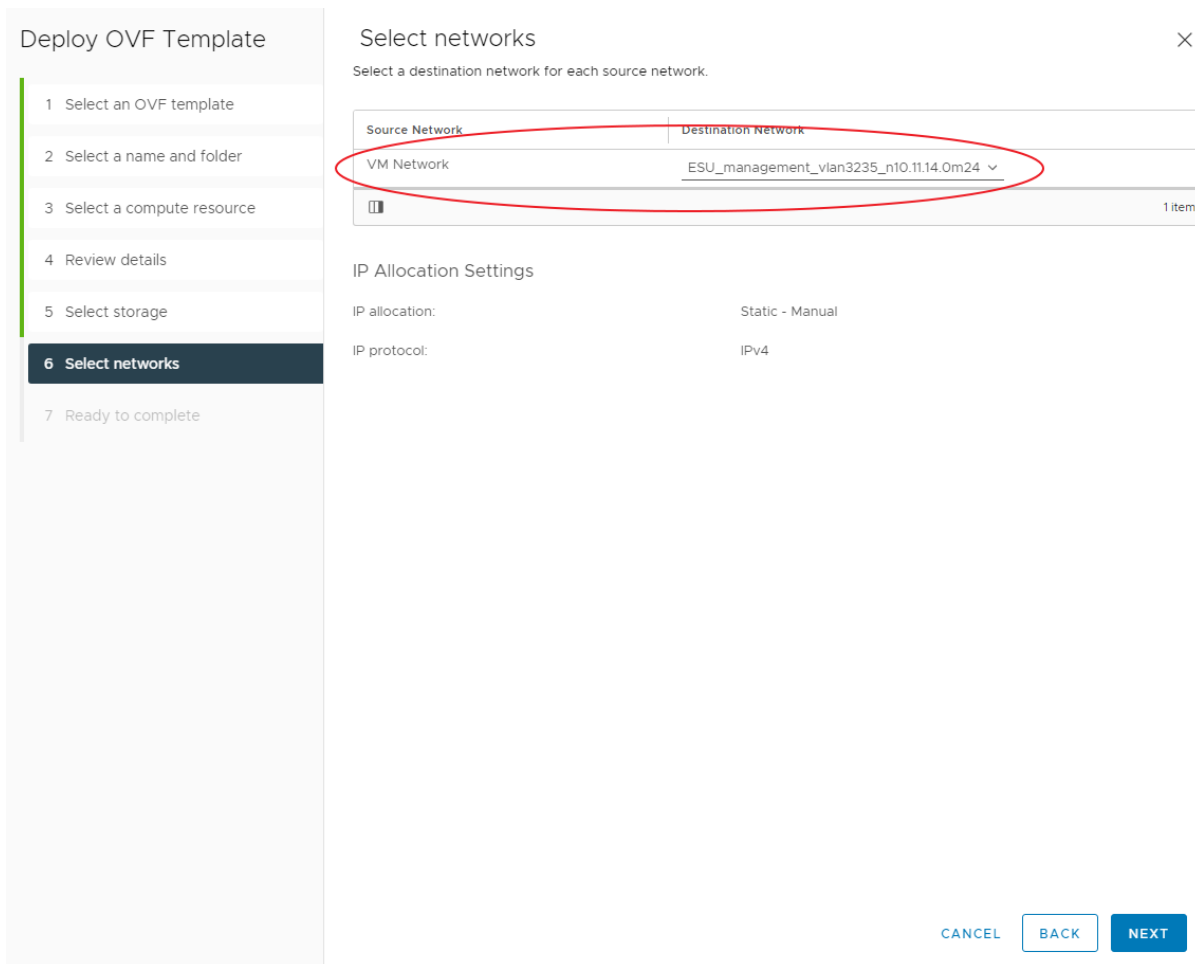 Deploy OVF Template
1 Select an OVF template
2 Select a name and folder
3 Select a compute resource
4 Review details
5 Select storage
6 Select networks
7 Ready to complete
Select networks
Select a destination network for each source network.
Source Network Destination Network
VM Network ESU_management_vlan3235_n10.11.14.0m24
1 item
IP Allocation Settings
IP allocation: Static - Manual
IP protocol: IPv4
CANCEL BACK NEXT